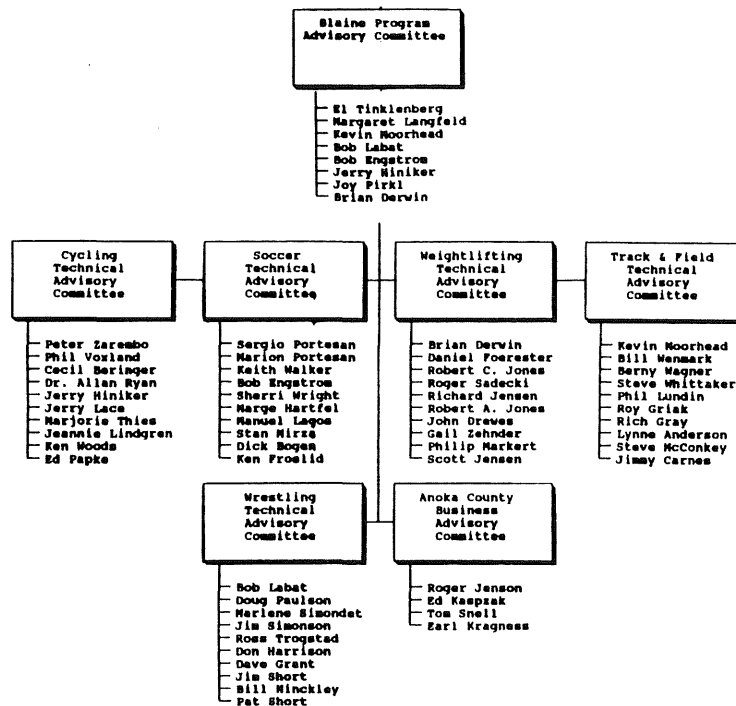 Blaine Program
Advisory Committee
El Tinklenberg
Margaret Langfeld
Kevin Moorhead
Bob Labat
Bob Engstrom
Jerry Hiniker
Joy Pirkl
Brian Derwin
Cycling
Technical
Advisory
Committee
Peter Zarembo
Phil Voxland
Cecil Beringer
Dr. Allan Ryan
Jerry Hiniker
Jerry Lace
Marjorie Thies
Jeannie Lindgren
Ken Woods
Ed Papke
Soccer
Technical
Advisory
Committee
Sergio Portesan
Marion Portesan
Keith Walker
Bob Engstrom
Sherri Wright
Marge Hartfel
Manuel Lagos
Stan Mirza
Dick Bogen
Ken Froslid
Weightlifting
Technical
Advisory
Committee
Brian Derwin
Daniel Foerester
Robert C. Jones
Roger Sadecki
Richard Jensen
Robert A. Jones
John Drewes
Gail Zehnder
Philip Markert
Scott Jensen
Track & Field
Technical
Advisory
Committee
Kevin Moorhead
Bill Wenmark
Berny Wagner
Steve Whittaker
Phil Lundin
Roy Griak
Rich Gray
Lynne Anderson
Steve McConkey
Jimmy Carnes
Wrestling
Technical
Advisory
Committee
Bob Labat
Doug Paulson
Marlene Simondet
Jim Simonson
Ross Trogstad
Don Harrison
Dave Grant
Jim Short
Bill Hinckley
Pat Short
Anoka County
Business
Advisory
Committee
Roger Jenson
Ed Kaspzak
Tom Snell
Earl Kragness